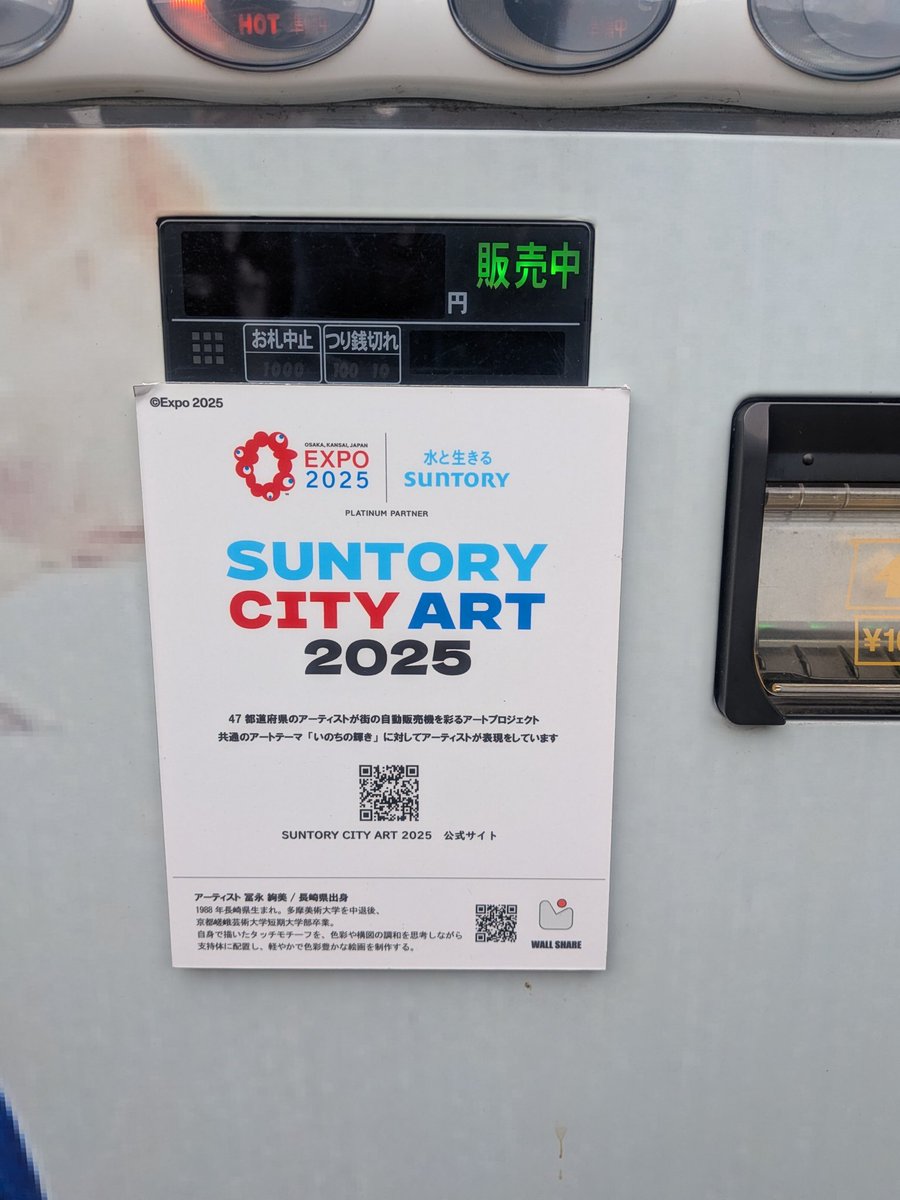 HOT 準備中
準備中
販売中
円
お札中止 つり銭切れ
1000 100 10
©Expo 2025
OSAKA, KANSAI, JAPAN
EXPO
2025
水と生きる
SUNTORY
PLATINUM PARTNER
SUNTORY
CITY ART
2025
47 都道府県のアーティストが街の自動販売機を彩るアートプロジェクト
共通のアートテーマ「いのちの輝き」に対してアーティストが表現をしています
SUNTORY CITY ART 2025 公式サイト
アーティスト 冨永 絢美 / 長崎県出身
1988 年長崎県生まれ。多摩美術大学を中退後、
京都嵯峨芸術大学短期大学部卒業。
自身で描いたタッチモチーフを、色彩や構図の調和を思考しながら
支持体に配置し、軽やかで色彩豊かな絵画を制作する。
WALL SHARE